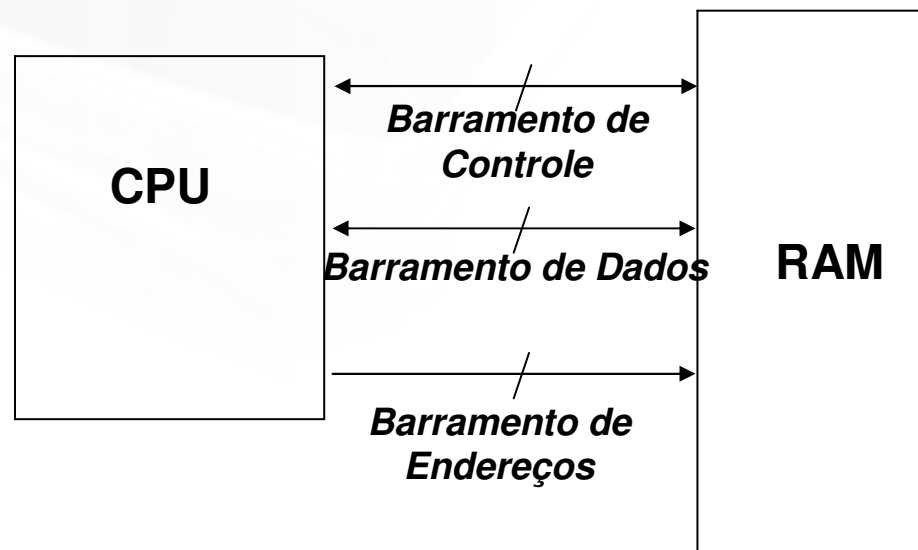 CPU
Barramento de
Controle
Barramento de Dados
Barramento de
Endereços
RAM